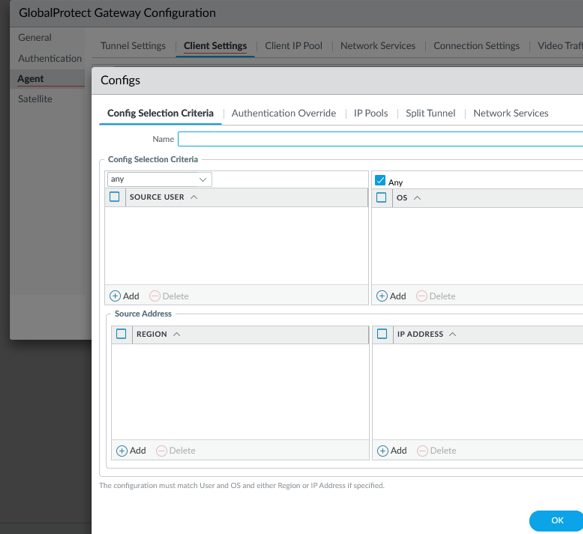 GlobalProtect Gateway Configuration
General
Authentication
Agent
Satellite
Tunnel Settings
Client Settings
Client IP Pool
Network Services
Connection Settings
Video Traff
Configs
Config Selection Criteria
Authentication Override
IP Pools
Split Tunnel
Network Services
Name
Config Selection Criteria
any
Any
SOURCE USER
OS
Add
Delete
Add
Delete
Source Address
REGION
IP ADDRESS
Add
Delete
Add
Delete
The configuration must match User and OS and either Region or IP Address if specified.
OK